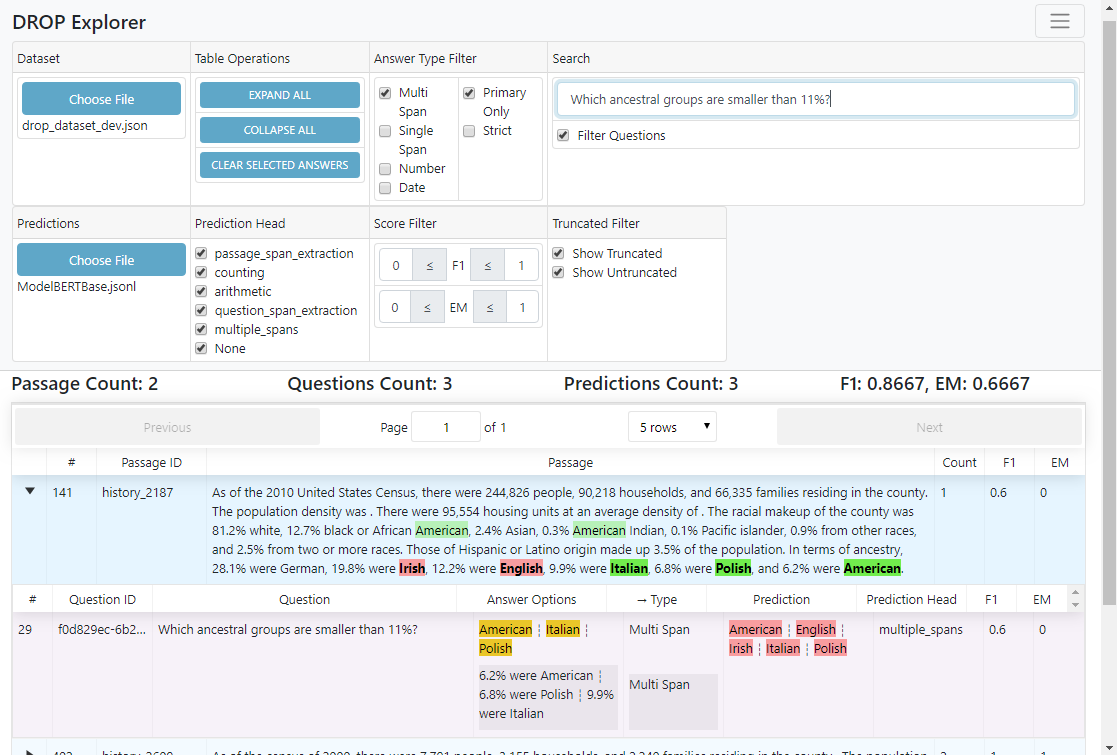 DROP Explorer
Dataset
Table Operations
Answer Type Filter
Search
Choose File
drop_dataset_dev.json
EXPAND ALL
COLLAPSE ALL
CLEAR SELECTED ANSWERS
Multi
Span
Single
Span
Number
Date
Primary
Only
Strict
Which ancestral groups are smaller than 11%?
Filter Questions
Predictions
Prediction Head
Score Filter
Truncated Filter
Choose File
ModelBERTBase.jsonl
passage_span_extraction
counting
arithmetic
question_span_extraction
multiple_spans
None
0 ≤ F1 ≤ 1
0 ≤ EM ≤ 1
Show Truncated
Show Untruncated
Passage Count: 2 Questions Count: 3 Predictions Count: 3 F1: 0.8667, EM: 0.6667
Previous Page 1 of 1 5 rows Next
# Passage ID Passage Count F1 EM
141 history_2187 As of the 2010 United States Census, there were 244,826 people, 90,218 households, and 66,335 families residing in the county. 1 0.6 0
The population density was . There were 95,554 housing units at an average density of . The racial makeup of the county was
81.2% white, 12.7% black or African American, 2.4% Asian, 0.3% American Indian, 0.1% Pacific islander, 0.9% from other races,
and 2.5% from two or more races. Those of Hispanic or Latino origin made up 3.5% of the population. In terms of ancestry,
28.1% were German, 19.8% were Irish, 12.2% were English, 9.9% were Italian, 6.8% were Polish, and 6.2% were American.
# Question ID Question Answer Options → Type Prediction Prediction Head F1 EM
29 f0d829ec-6b2... Which ancestral groups are smaller than 11%? American ¦ Italian ¦ Multi Span American ¦ English ¦ multiple_spans 0.6 0
Polish Irish ¦ Italian ¦ Polish
6.2% were American ¦
6.8% were Polish ¦ 9.9% Multi Span
were Italian